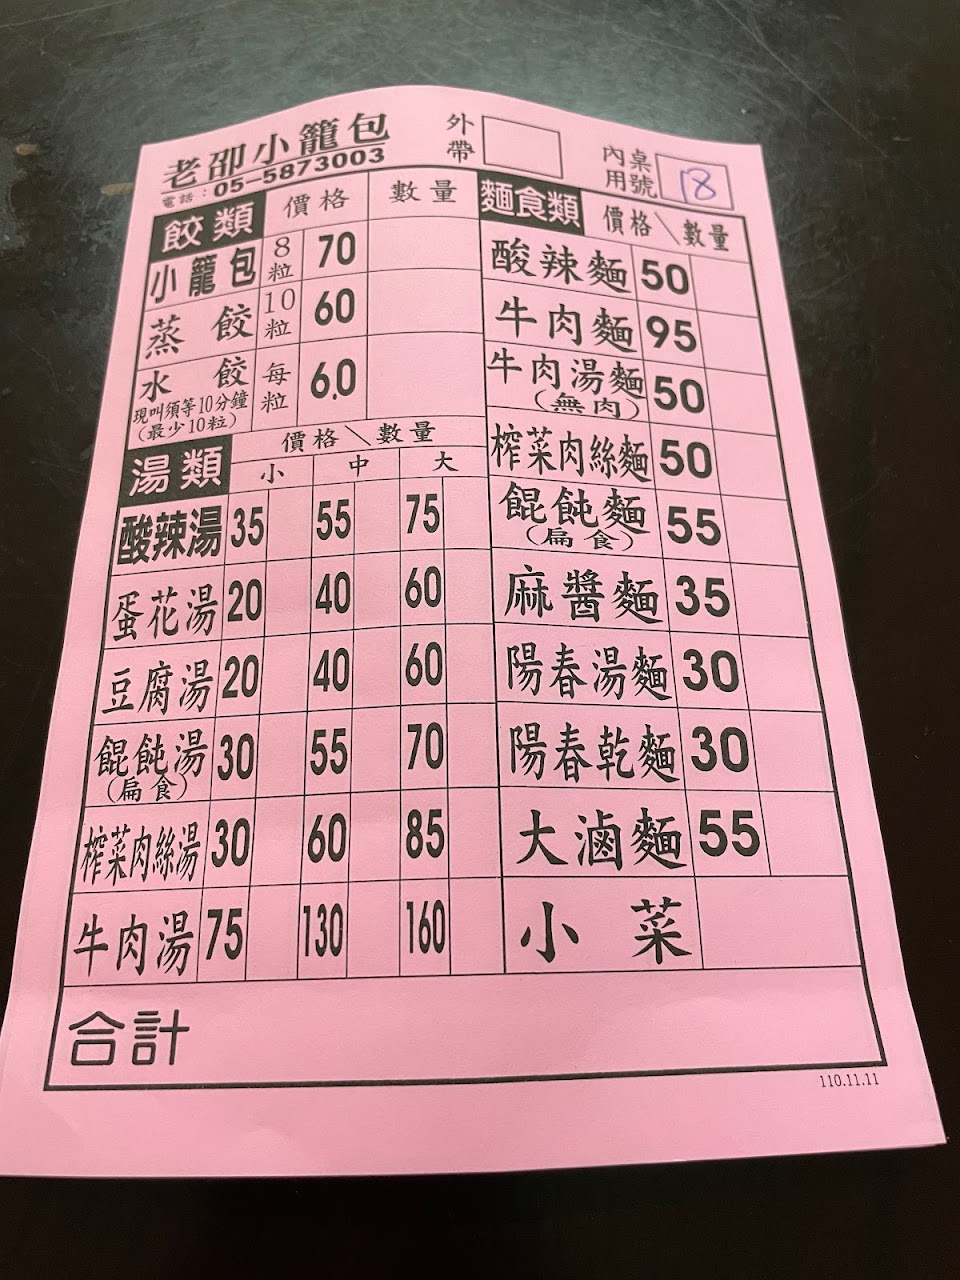 老邵小籠包
電話：05-5873003
外帶
內用 桌號 18
餃類 價格 數量
小籠包 8粒 70
蒸餃 10粒 60
水餃 每粒 6.0
現叫須等10分鐘
(最少10粒)
湯類 價格\數量
小 中 大
酸辣湯 35 55 75
蛋花湯 20 40 60
豆腐湯 20 40 60
餛飩湯 30 55 70
(扁食)
榨菜肉絲湯 30 60 85
牛肉湯 75 130 160
麵食類 價格\數量
酸辣麵 50
牛肉麵 95
牛肉湯麵 50
(無肉)
榨菜肉絲麵 50
餛飩麵 55
(扁食)
麻醬麵 35
陽春湯麵 30
陽春乾麵 30
大滷麵 55
小菜
合計
110.11.11